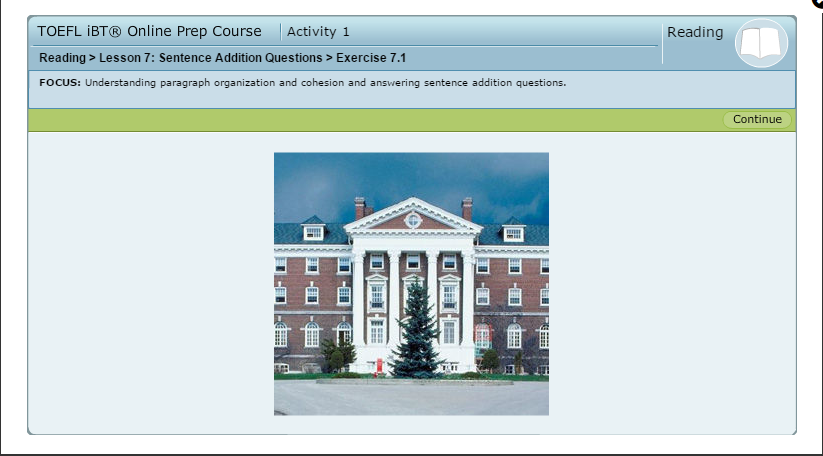 TOEFL iBT® Online Prep Course Activity 1 Reading
Reading > Lesson 7: Sentence Addition Questions > Exercise 7.1
FOCUS: Understanding paragraph organization and cohesion and answering sentence addition questions.
Continue